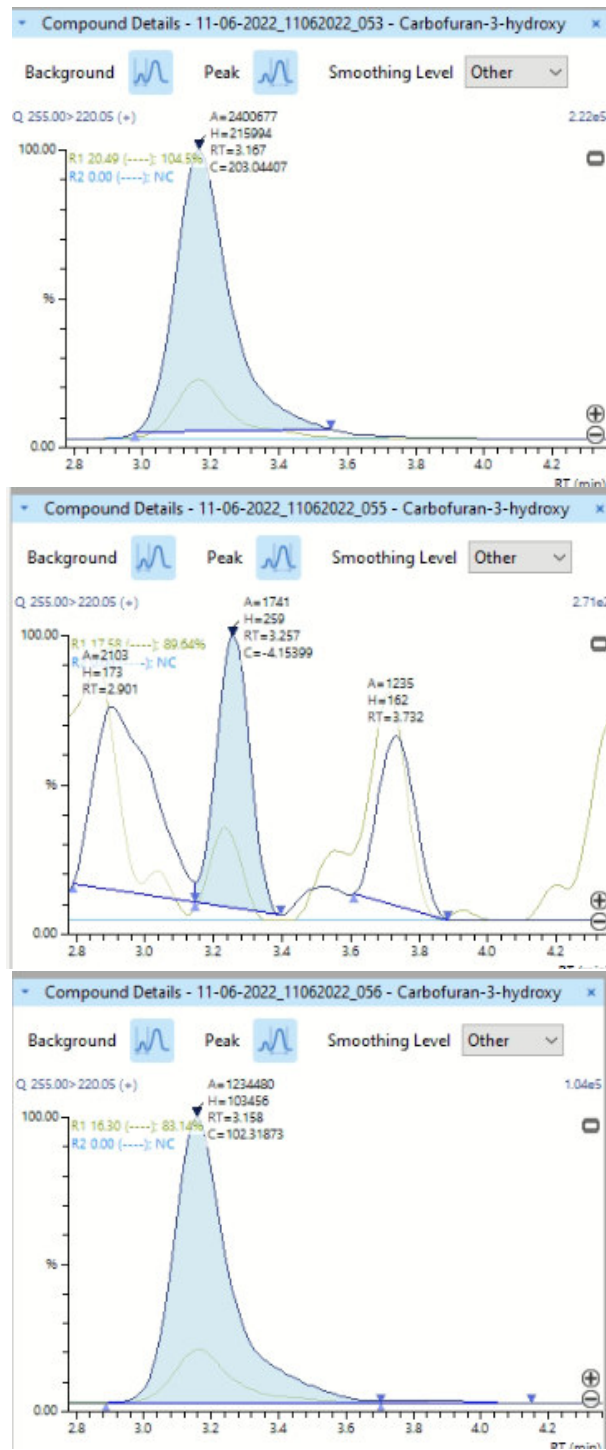 Compound Details - 11-06-2022_11062022_053 - Carbofuran-3-hydroxy ×
Background Peak Smoothing Level Other
Q 255.00>220.05 (+) A=2400677 2.22e5
H=215994
100.00 RT=3.167
R1 20.49 (----); 104.5% C=203.04407
R2 0.00 (----); NC
%
0.00
2.8 3.0 3.2 3.4 3.6 3.8 4.0 4.2
RT (min)
Compound Details - 11-06-2022_11062022_055 - Carbofuran-3-hydroxy ×
Background Peak Smoothing Level Other
Q 255.00>220.05 (+) A=1741
H=259
100.00 RT=3.257
R1 17.58 (----); 89.64% C=-4.15399
A=2103 NC
H=173
RT=2.901
A=1235
H=162
RT=3.732
%
0.00
2.8 3.0 3.2 3.4 3.6 3.8 4.0 4.2
Compound Details - 11-06-2022_11062022_056 - Carbofuran-3-hydroxy ×
Background Peak Smoothing Level Other
Q 255.00>220.05 (+) A=1234480 1.04e5
H=103456
100.00 RT=3.158
R1 16.30 (----); 83.14% C=102.31873
R2 0.00 (----); NC
%
0.00
2.8 3.0 3.2 3.4 3.6 3.8 4.0 4.2
RT (min)